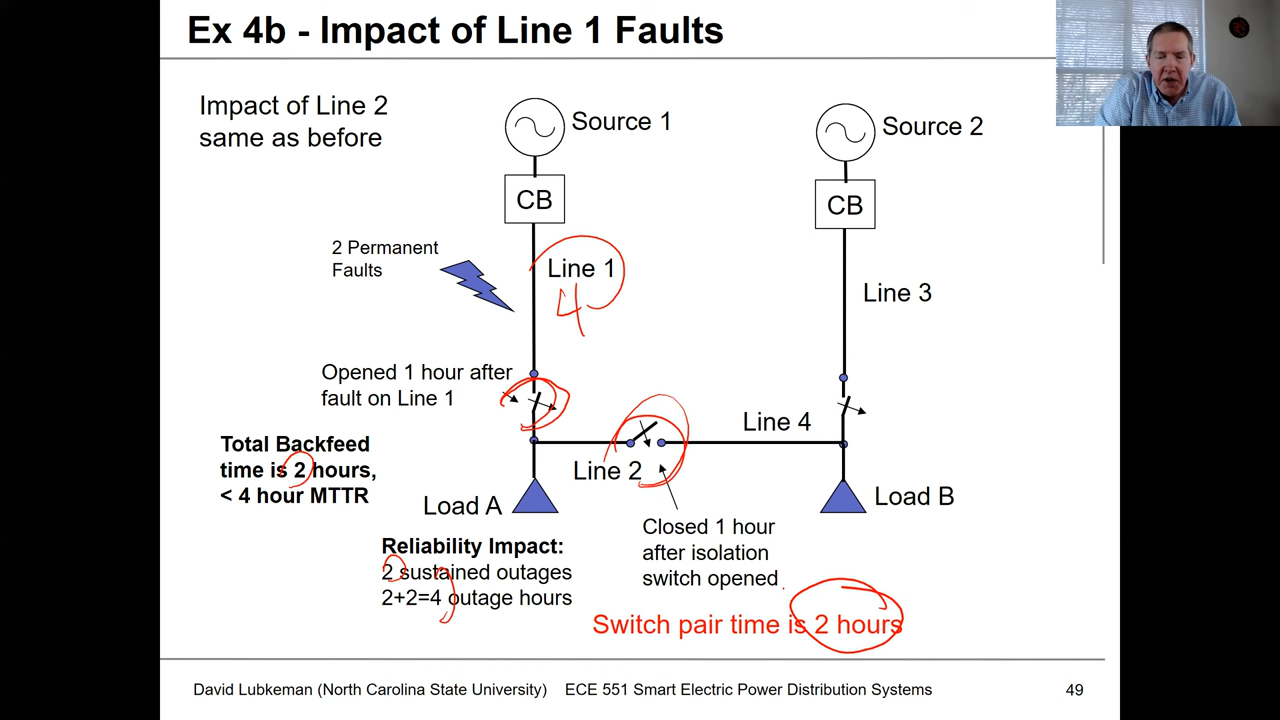 Ex 4b - Impact of Line 1 Faults
Impact of Line 2
same as before
Source 1
Source 2
CB
CB
2 Permanent
Faults
Line 1
4
Line 3
Opened 1 hour after
fault on Line 1
Line 4
Total Backfeed
time is 2 hours,
< 4 hour MTTR
Line 2
Load A
Load B
Closed 1 hour
after isolation
switch opened
Reliability Impact:
2 sustained outages
2+2=4 outage hours
Switch pair time is 2 hours
David Lubkeman (North Carolina State University)
ECE 551 Smart Electric Power Distribution Systems
49